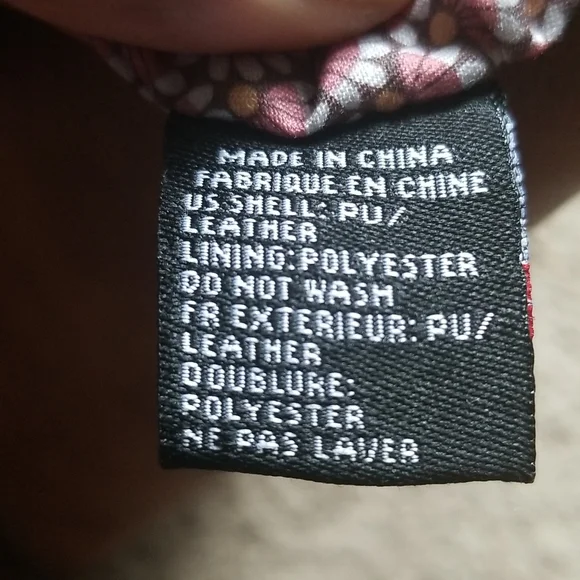 MADE IN CHINA
FABRIQUE EN CHINE
US SHELL: PU/
LEATHER
LINING:POLYESTER
DO NOT WASH
FR EXTERIEUR: PU/
LEATHER
DOUBLURE:
POLYESTER
NE PAS LAVER